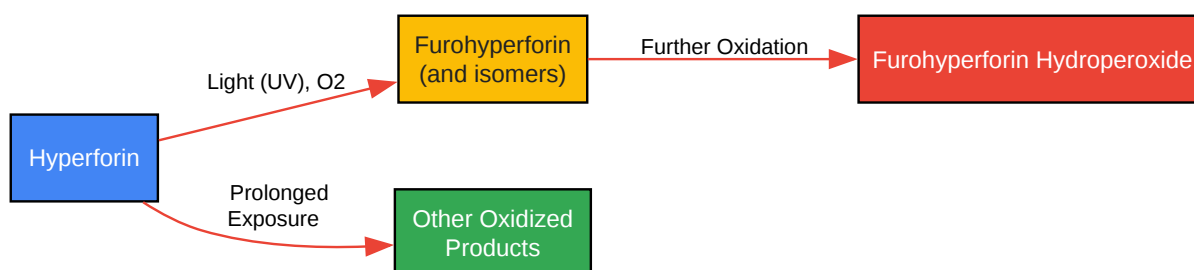 Furohyperforin
(and isomers)
Further Oxidation
Furohyperforin Hydroperoxide
Light (UV), O2
Hyperforin
Prolonged
Exposure
Other Oxidized
Products